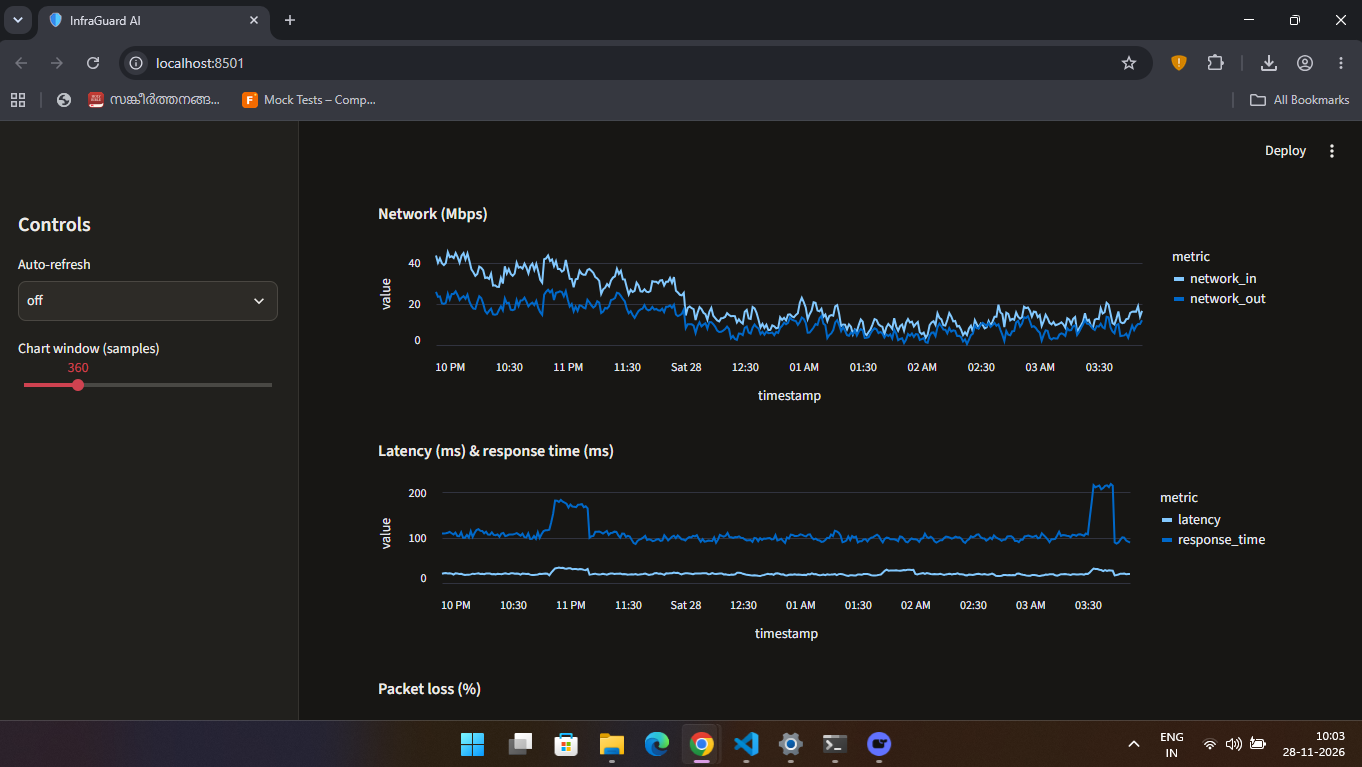 InfraGuard AI
localhost:8501
സങ്കീർത്തനങ്ങ...
F Mock Tests – Comp...
All Bookmarks
Deploy
Controls
Auto-refresh
off
Chart window (samples)
360
Network (Mbps)
value
40
20
0
10 PM 10:30 11 PM 11:30 Sat 28 12:30 01 AM 01:30 02 AM 02:30 03 AM 03:30
timestamp
metric
network_in
network_out
Latency (ms) & response time (ms)
value
200
100
0
10 PM 10:30 11 PM 11:30 Sat 28 12:30 01 AM 01:30 02 AM 02:30 03 AM 03:30
timestamp
metric
latency
response_time
Packet loss (%)
ENG
IN
10:03
28-11-2026